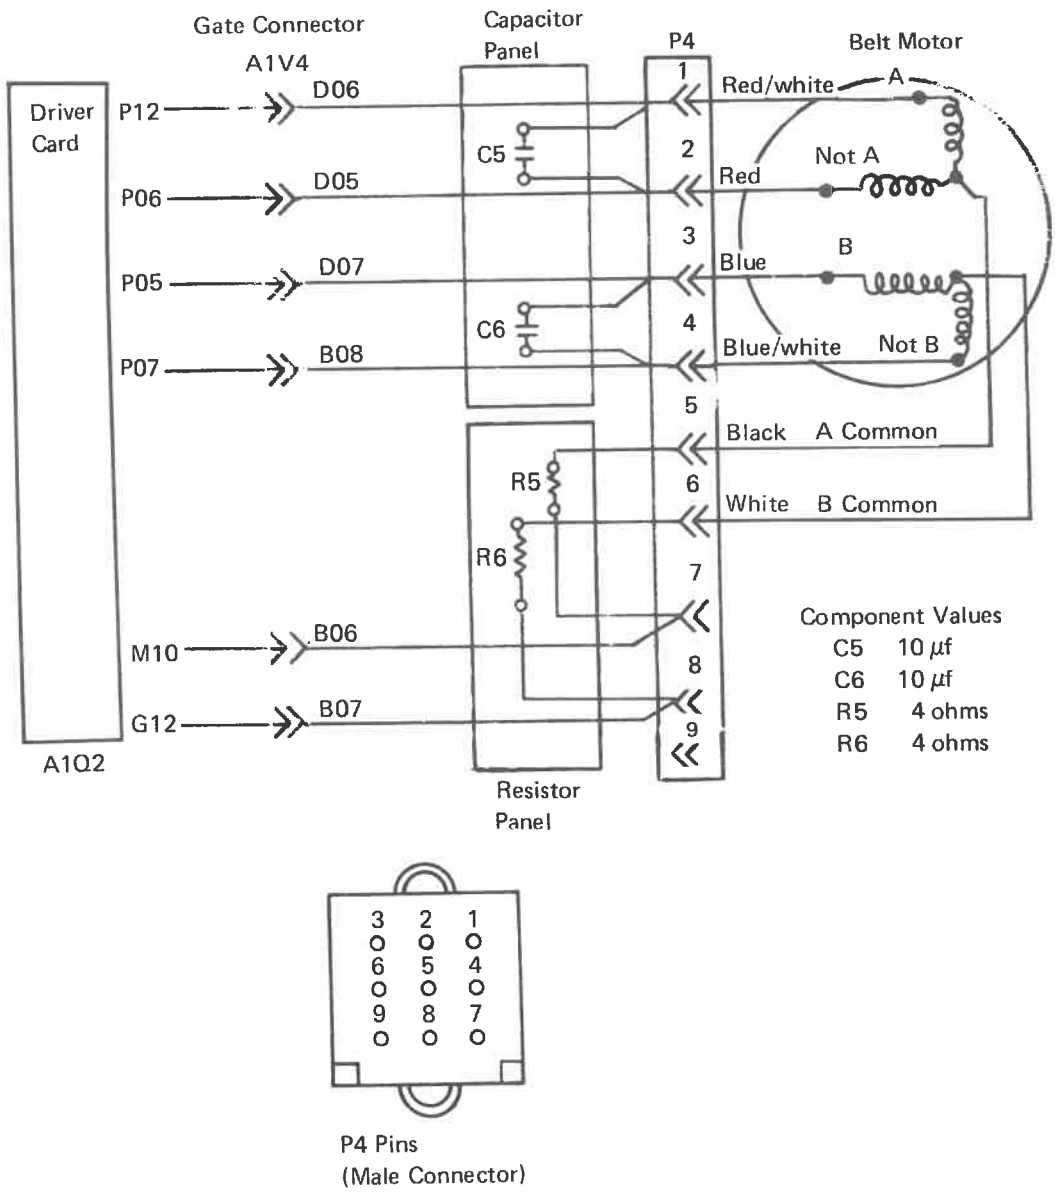 Gate Connector
A1V4
Capacitor
Panel
P4
Belt Motor
Driver
Card
P12
D06
1
Red/white
A
C5
2
Not A
P06
D05
Red
3
B
P05
D07
Blue
C6
4
P07
B08
Blue/white
Not B
5
Black
A Common
R5
6
White
B Common
R6
7
M10
B06
8
G12
B07
9
A1Q2
Resistor
Panel
Component Values
C5 10 µf
C6 10 µf
R5 4 ohms
R6 4 ohms
3 2 1
6 5 4
9 8 7
P4 Pins
(Male Connector)